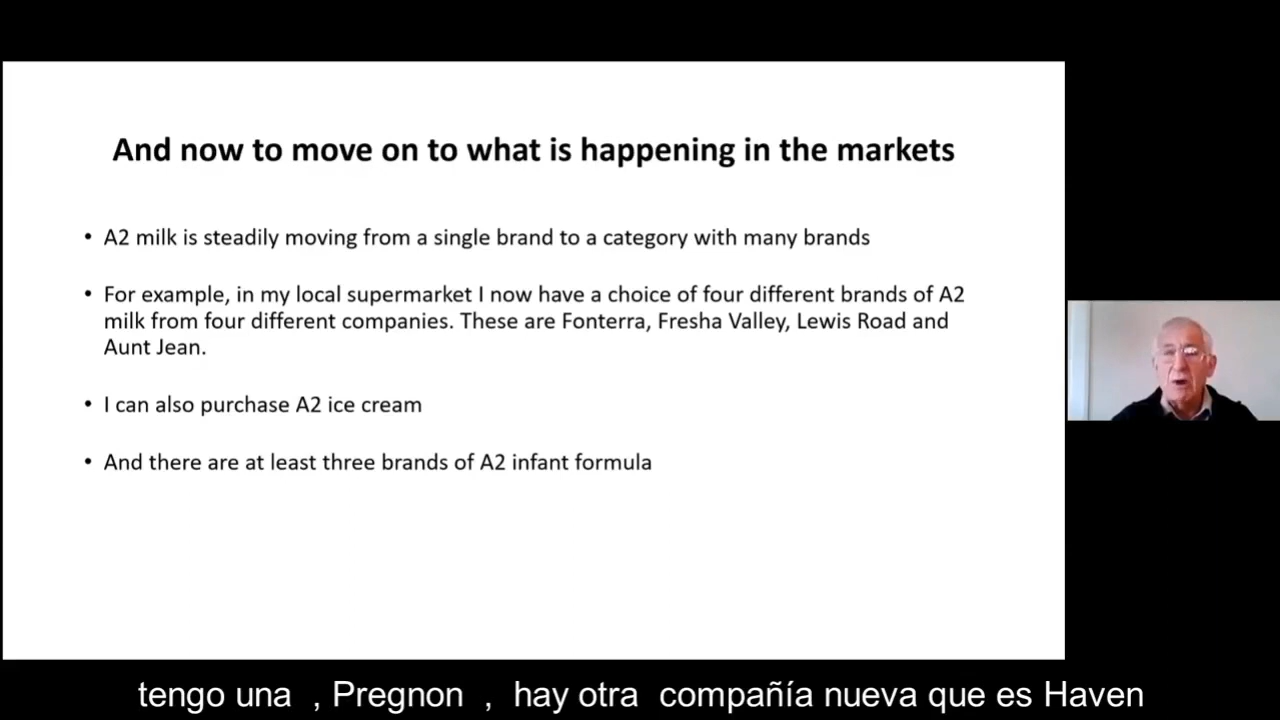 And now to move on to what is happening in the markets
• A2 milk is steadily moving from a single brand to a category with many brands
• For example, in my local supermarket I now have a choice of four different brands of A2
milk from four different companies. These are Fonterra, Fresha Valley, Lewis Road and
Aunt Jean.
• I can also purchase A2 ice cream
• And there are at least three brands of A2 infant formula
tengo una , Pregnon , hay otra compañía nueva que es Haven